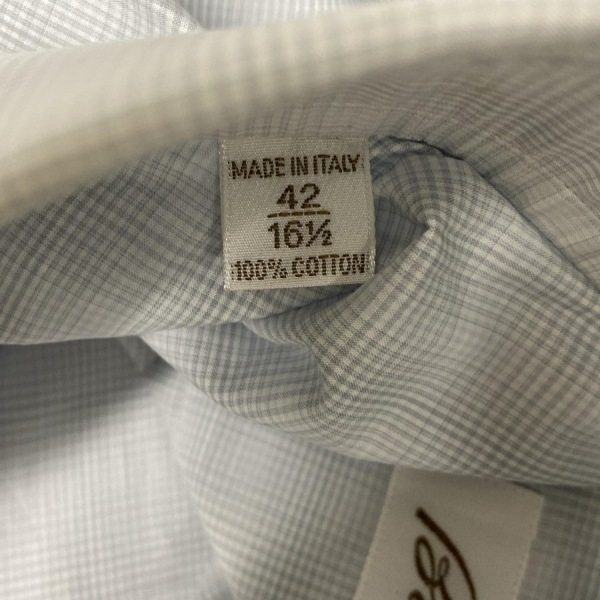 MADE IN ITALY
42
16½
100% COTTON